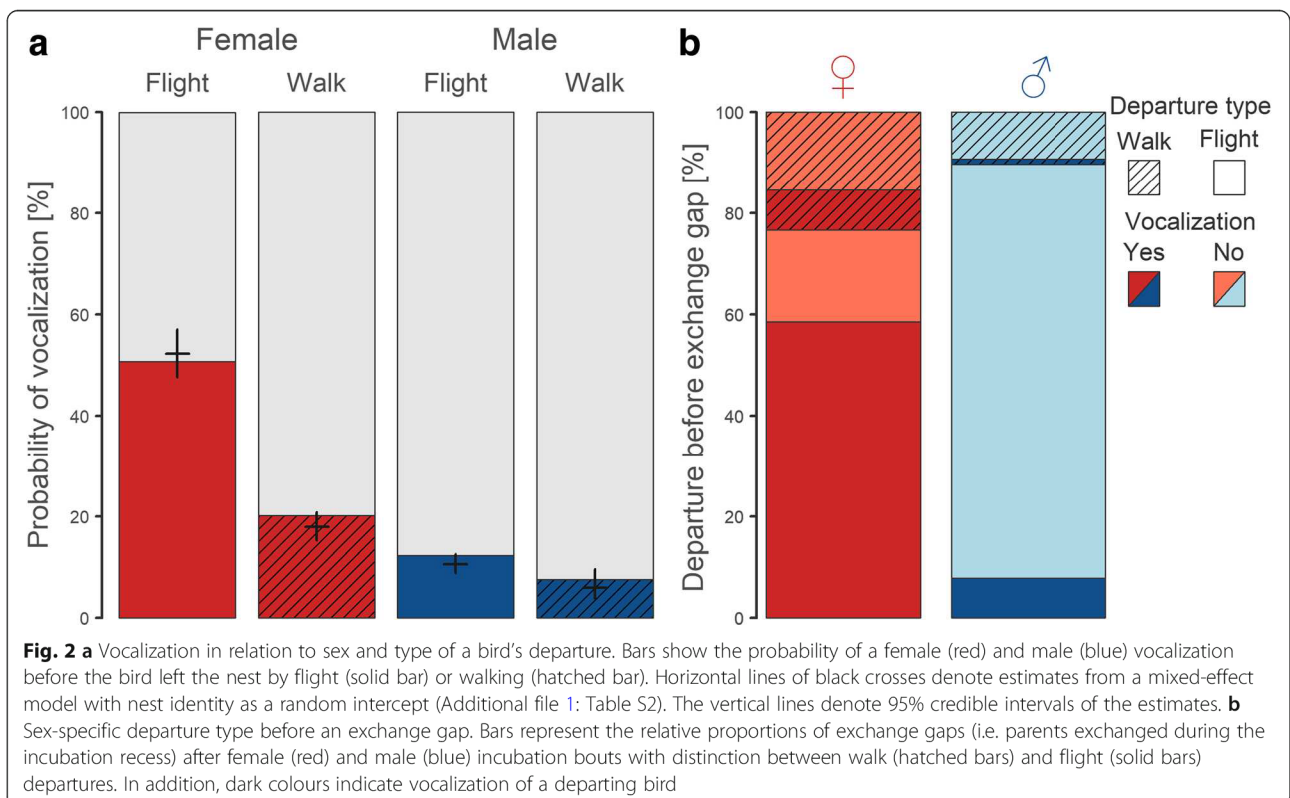 a
Female Male
Flight Walk Flight Walk
Probability of vocalization [%]
100
80
60
40
20
0
b
♀ ♂
Departure before exchange gap [%]
100
80
60
40
20
0
Departure type
Walk Flight
Vocalization
Yes No
Fig. 2 a Vocalization in relation to sex and type of a bird's departure. Bars show the probability of a female (red) and male (blue) vocalization
before the bird left the nest by flight (solid bar) or walking (hatched bar). Horizontal lines of black crosses denote estimates from a mixed-effect
model with nest identity as a random intercept (Additional file 1: Table S2). The vertical lines denote 95% credible intervals of the estimates. b
Sex-specific departure type before an exchange gap. Bars represent the relative proportions of exchange gaps (i.e. parents exchanged during the
incubation recess) after female (red) and male (blue) incubation bouts with distinction between walk (hatched bars) and flight (solid bars)
departures. In addition, dark colours indicate vocalization of a departing bird